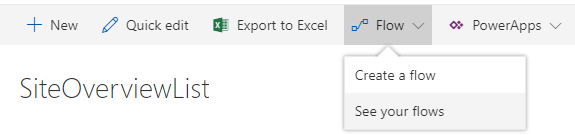 New Quick edit Export to Excel Flow PowerApps
Create a flow
See your flows
SiteOverviewList